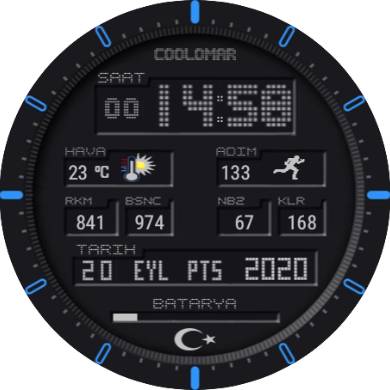 COOLOMAR
SAAT
00 14:58
HAVA ADIM
23 °C 133
RKM BSNC NBZ KLR
841 974 67 168
TARIH
20 EYL PTS 2020
BATARYA